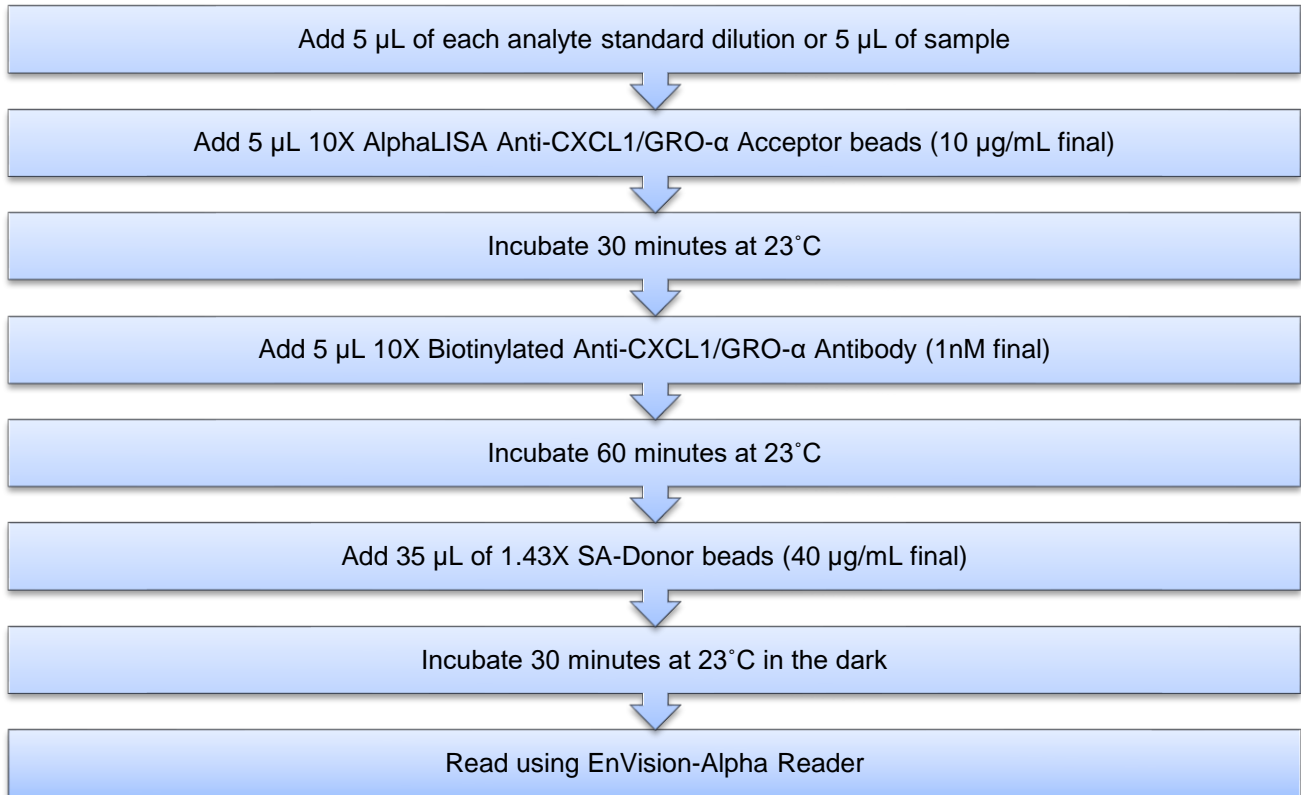 Add 5 µL of each analyte standard dilution or 5 µL of sample
Add 5 µL 10X AlphaLISA Anti-CXCL1/GRO-α Acceptor beads (10 µg/mL final)
Incubate 30 minutes at 23˚C
Add 5 µL 10X Biotinylated Anti-CXCL1/GRO-α Antibody (1nM final)
Incubate 60 minutes at 23˚C
Add 35 µL of 1.43X SA-Donor beads (40 µg/mL final)
Incubate 30 minutes at 23˚C in the dark
Read using EnVision-Alpha Reader